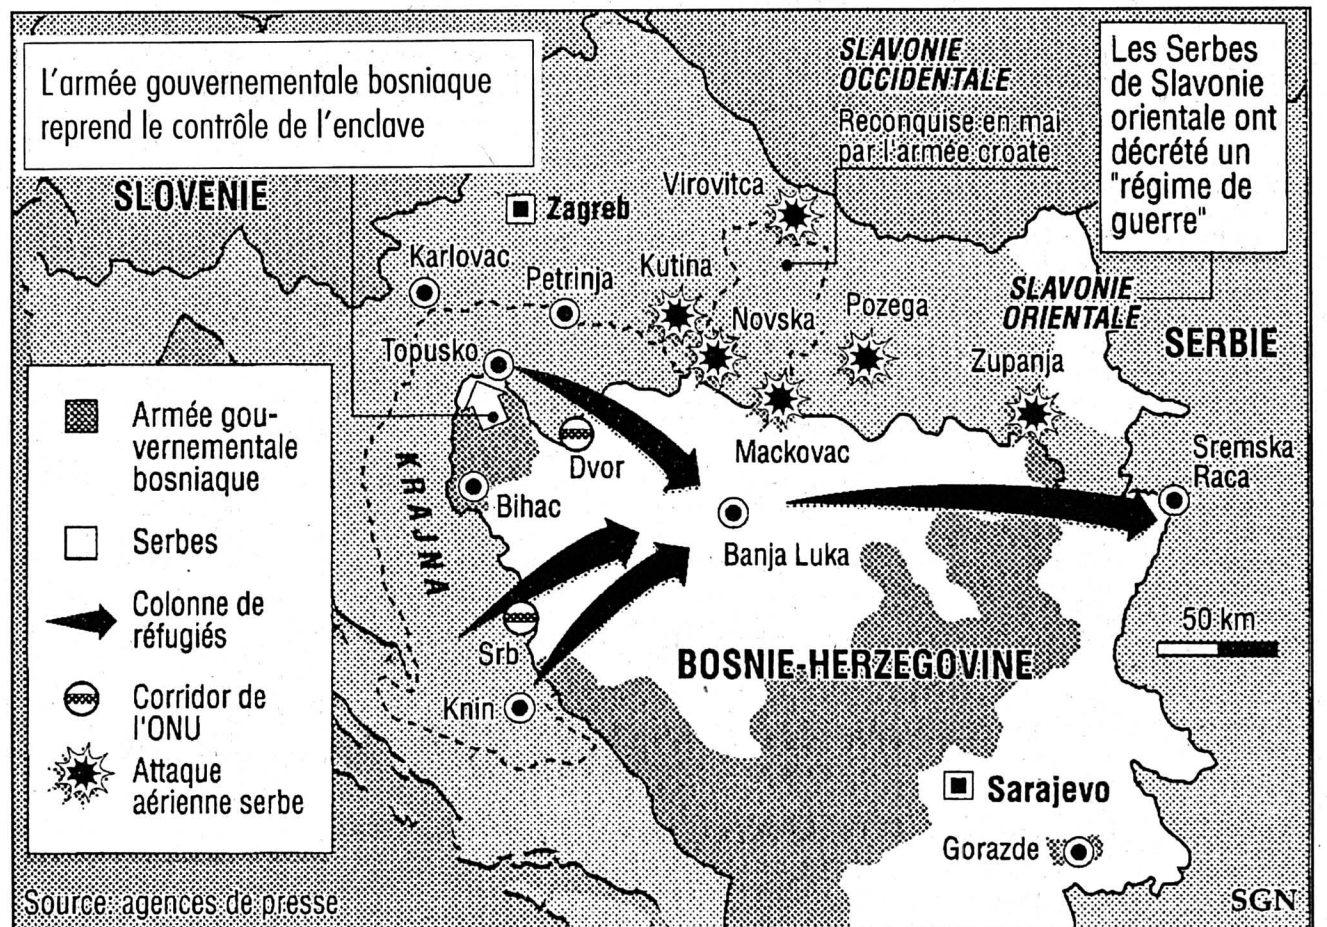 L'armée gouvernementale bosniaque
reprend le contrôle de l'enclave
SLAVONIE
OCCIDENTALE
Reconquise en mai
par l'armée croate
Les Serbes
de Slavonie
orientale ont
décrété un
"régime de
guerre"
SLOVENIE
Zagreb
Virovitca
Karlovac
Petrinja
Kutina
Novska
Pozega
SLAVONIE
ORIENTALE
SERBIE
Topusko
Zupanja
Mackovac
Sremska
Raca
Dvor
KRAJNA
Bihac
Banja Luka
Srb
Knin
BOSNIE-HERZEGOVINE
50 km
Sarajevo
Gorazde
Armée gou-
vernementale
bosniaque
Serbes
Colonne de
réfugiés
Corridor de
l'ONU
Attaque
aérienne serbe
Source: agences de presse
SGN